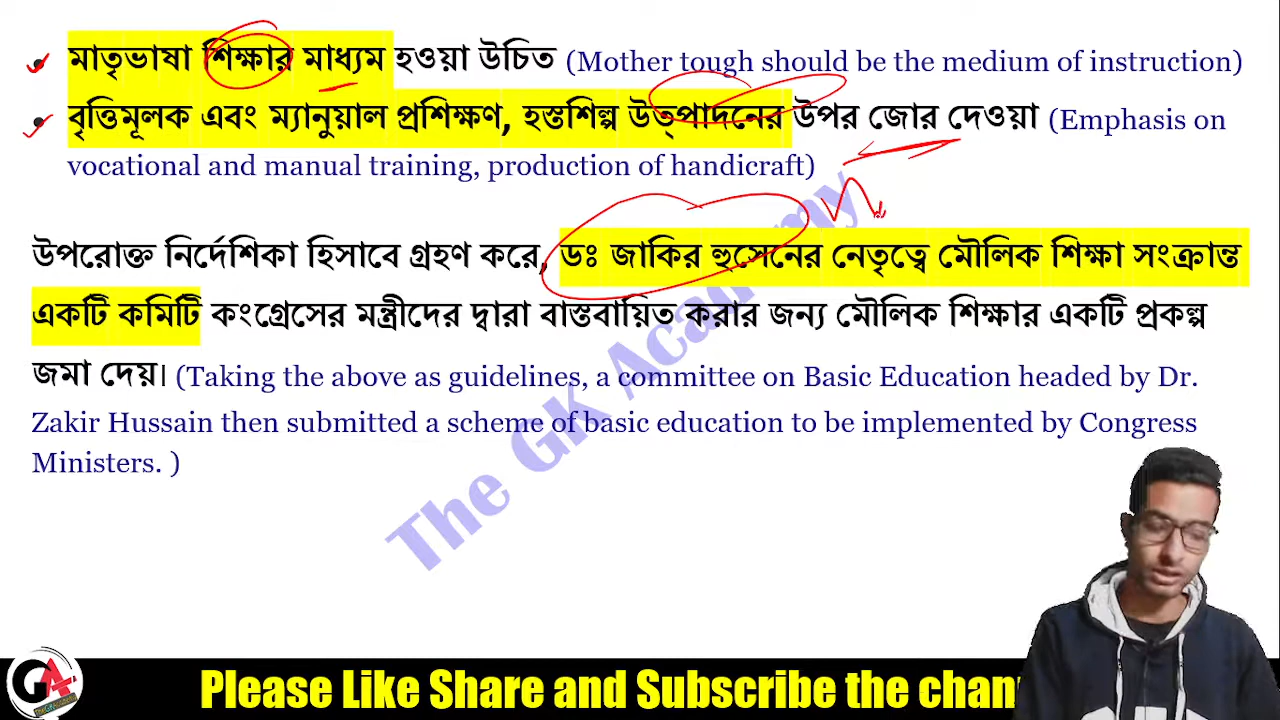 মাতৃভাষা শিক্ষার মাধ্যম হওয়া উচিত (Mother tough should be the medium of instruction)
বৃত্তিমূলক এবং ম্যানুয়াল প্রশিক্ষণ, হস্তশিল্প উত্পাদনের উপর জোর দেওয়া (Emphasis on
vocational and manual training, production of handicraft)
উপরোক্ত নির্দেশিকা হিসাবে গ্রহণ করে, ডঃ জাকির হুসেনের নেতৃত্বে মৌলিক শিক্ষা সংক্রান্ত
একটি কমিটি কংগ্রেসের মন্ত্রীদের দ্বারা বাস্তবায়িত করার জন্য মৌলিক শিক্ষার একটি প্রকল্প
জমা দেয়। (Taking the above as guidelines, a committee on Basic Education headed by Dr.
Zakir Hussain then submitted a scheme of basic education to be implemented by Congress
Ministers. )
The GK Academy
Please Like Share and Subscribe the chan